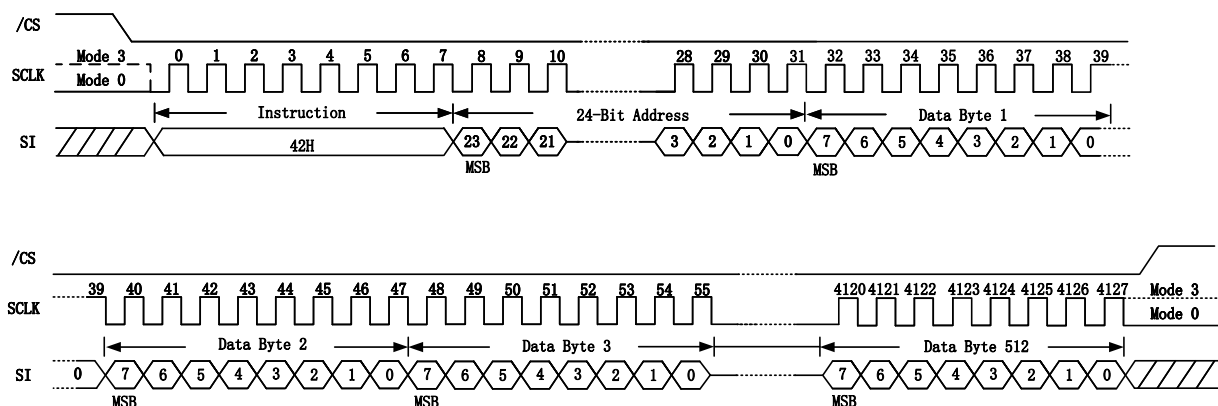 /CS
Mode 3 0 1 2 3 4 5 6 7 8 9 10 28 29 30 31 32 33 34 35 36 37 38 39
SCLK Mode 0
Instruction 24-Bit Address Data Byte 1
SI 42H 23 22 21 3 2 1 0 7 6 5 4 3 2 1 0
MSB MSB
/CS
39 40 41 42 43 44 45 46 47 48 49 50 51 52 53 54 55 4120 4121 4122 4123 4124 4125 4126 4127 Mode 3
SCLK Mode 0
Data Byte 2 Data Byte 3 Data Byte 512
SI 0 7 6 5 4 3 2 1 0 7 6 5 4 3 2 1 0 7 6 5 4 3 2 1 0
MSB MSB MSB